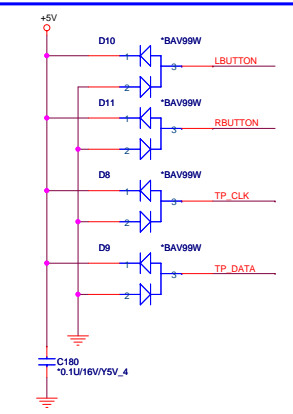 +5V
D10 *BAV99W
1
3 LBUTTON
2
D11 *BAV99W
1
3 RBUTTON
2
D8 *BAV99W
1
3 TP_CLK
2
D9 *BAV99W
1
3 TP_DATA
2
C180
*0.1U/16V/Y5V_4